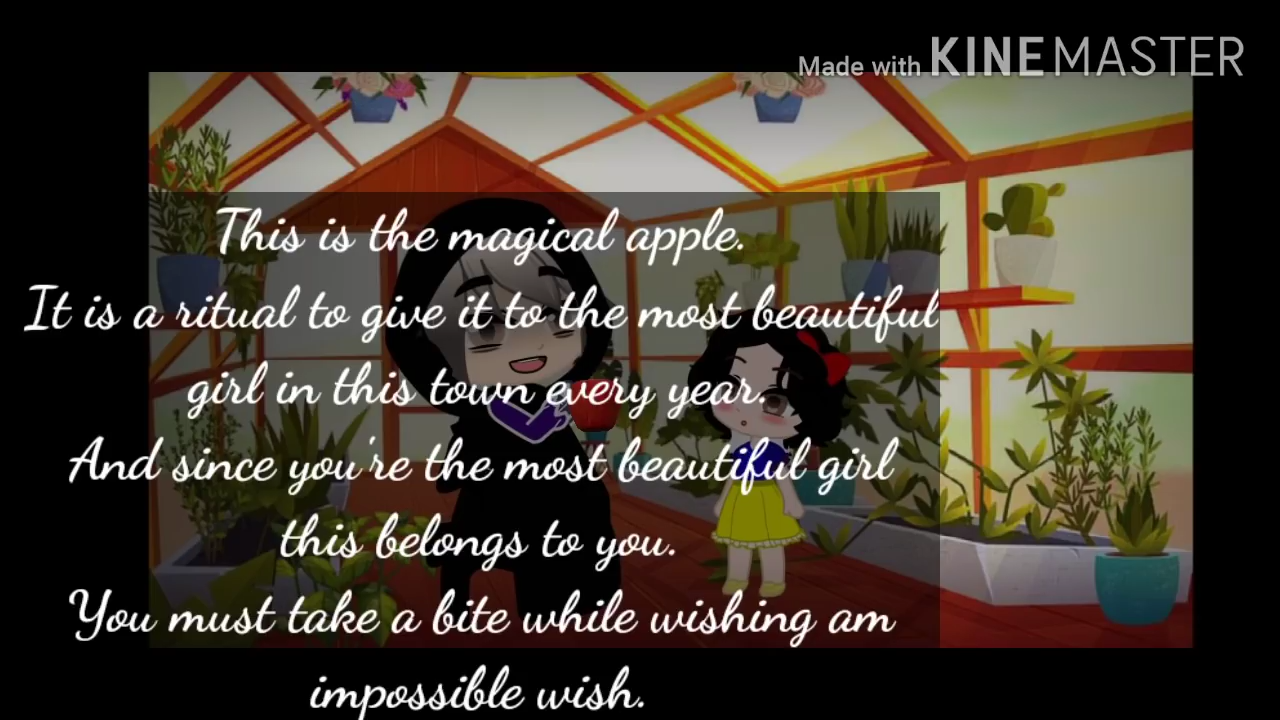 Made with KINEMASTER
This is the magical apple.
It is a ritual to give it to the most beautiful
girl in this town every year.
And since you're the most beautiful girl
this belongs to you.
You must take a bite while wishing am
impossible wish.